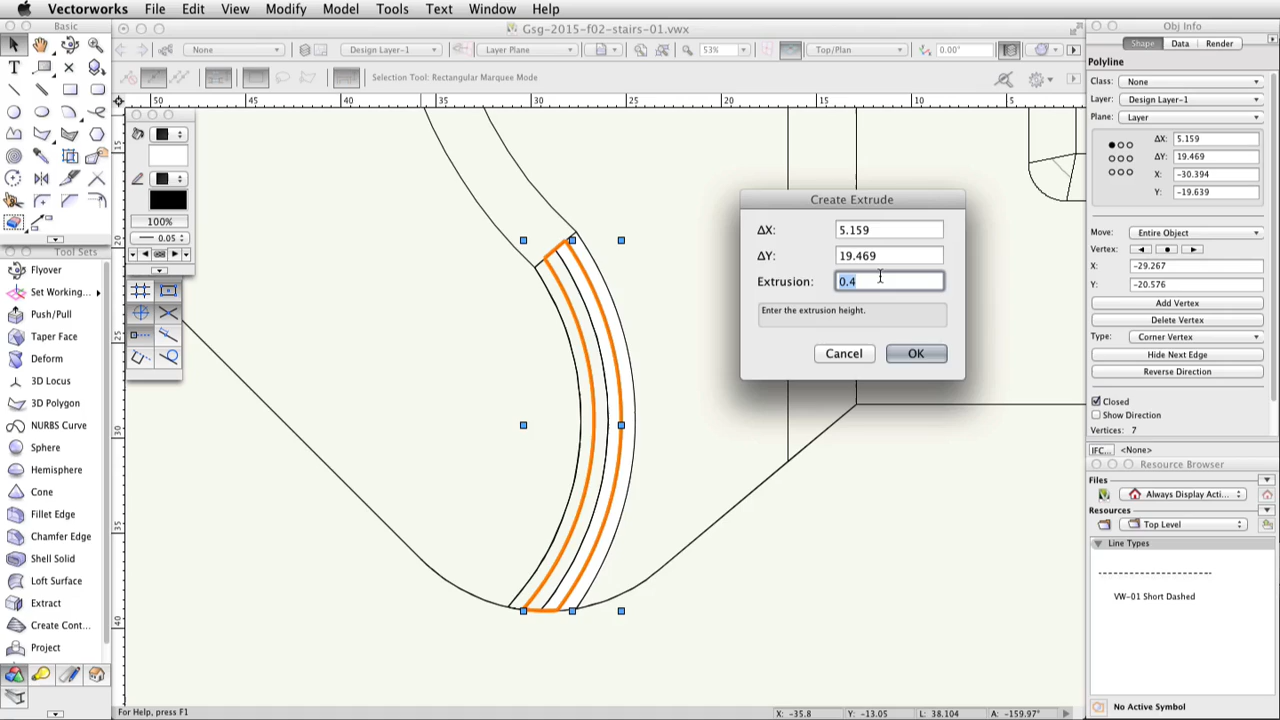 Vectorworks File Edit View Modify Model Tools Text Window Help
Basic
Gsg-2015-f02-stairs-01.vwx
Obj Info
None Design Layer-1 Layer Plane 53% Top/Plan 0.00°
Shape Data Render
Selection Tool: Rectangular Marquee Mode
Polyline
Class: None
Layer: Design Layer-1
Plane: Layer
50 45 40 35 30 25 20 15 10 5
15
20
25
30
35
40
ΔX: 5.159
ΔY: 19.469
X: -30.394
Y: -19.639
100%
0.05
Tool Sets
Flyover
Set Working...
Push/Pull
Taper Face
Deform
3D Locus
3D Polygon
NURBS Curve
Sphere
Hemisphere
Cone
Fillet Edge
Chamfer Edge
Shell Solid
Loft Surface
Extract
Create Cont...
Project
Create Extrude
ΔX: 5.159
ΔY: 19.469
Extrusion: 0.4
Enter the extrusion height.
Cancel OK
Move: Entire Object
Vertex:
X: -29.267
Y: -20.576
Add Vertex
Delete Vertex
Type: Corner Vertex
Hide Next Edge
Reverse Direction
Closed
Show Direction
Vertices: 7
IFC... <None>
Resource Browser
Files
Always Display Acti...
Resources
Top Level
Line Types
VW-01 Short Dashed
No Active Symbol
For Help, press F1
X: -35.8 Y: -13.05 L: 38.104 A: -159.97°